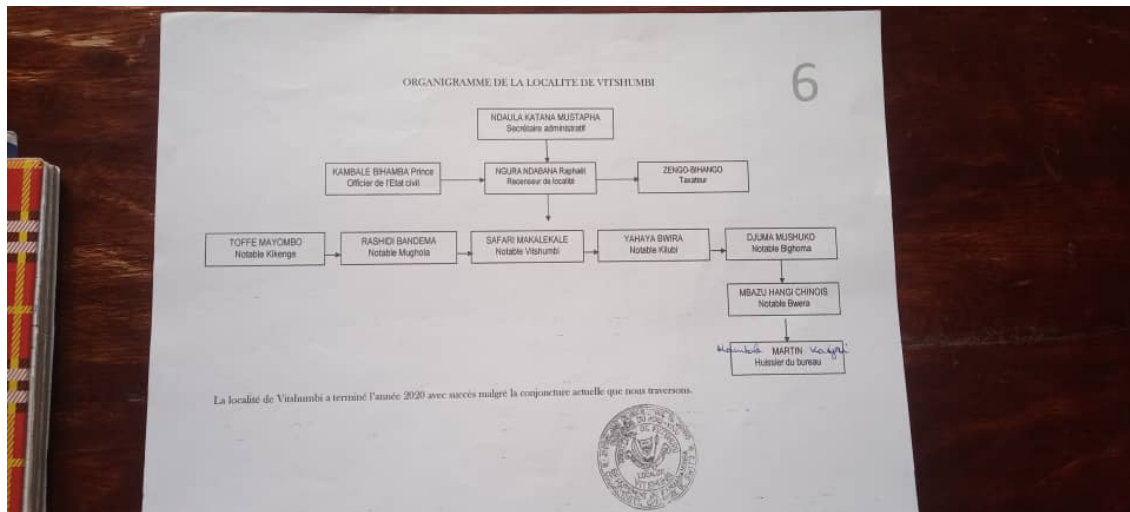 6
ORGANIGRAMME DE LA LOCALITE DE VITSHUMBI
NDAULA KATANA MUSTAPHA
Secrétaire administratif
KAMBALE BIHAMBA Prince
Officier de l'Etat civil
NGURA NDABANA Raphaël
Recenseur de localité
ZENGO-BIHANGO
Taxateur
TOFFE MAYOMBO
Notable Kikenge
RASHIDI BANDEMA
Notable Mughola
SAFARI MAKALEKALE
Notable Vitshumbi
YAHAYA BWIRA
Notable Kilubi
DJUMA MUSHUKO
Notable Bighoma
MBAZU HANGI CHINOIS
Notable Bwera
MARTIN
Huissier du bureau
La localité de Vitshumbi a terminé l'année 2020 avec succès malgré la conjoncture actuelle que nous traversons.
LOCALITE
VITSHUMBI